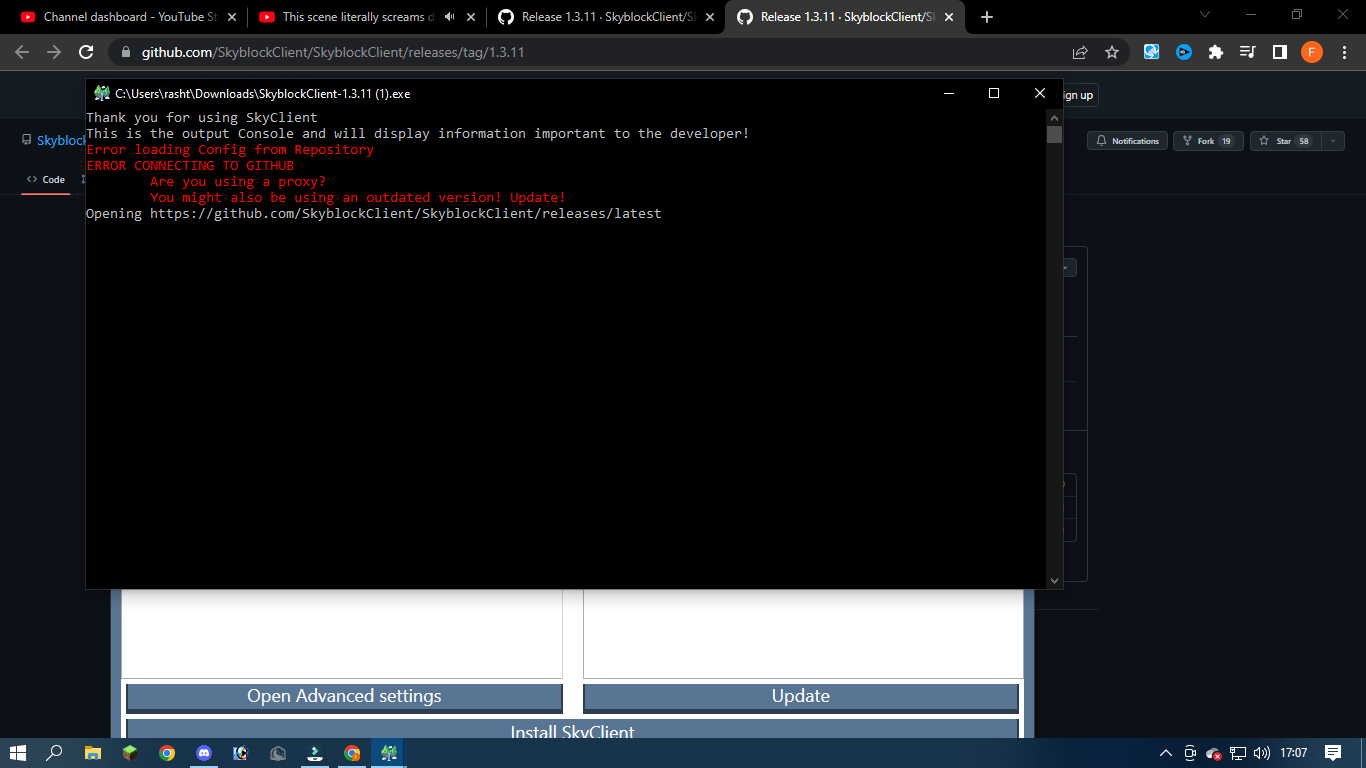 Channel dashboard - YouTube St
This scene literally screams d
Release 1.3.11 · SkyblockClient/Sk
Release 1.3.11 · SkyblockClient/Sk
github.com/SkyblockClient/SkyblockClient/releases/tag/1.3.11
F
C:\Users\rasht\Downloads\SkyblockClient-1.3.11 (1).exe
ign up
Thank you for using SkyClient
This is the output Console and will display information important to the developer!
Skyblock
Notifications
Fork 19
Star 58
Error loading Config from Repository
ERROR CONNECTING TO GITHUB
Code
Are you using a proxy?
You might also be using an outdated version! Update!
Opening https://github.com/SkyblockClient/SkyblockClient/releases/latest
Open Advanced settings
Update
Install SkyClient
17:07